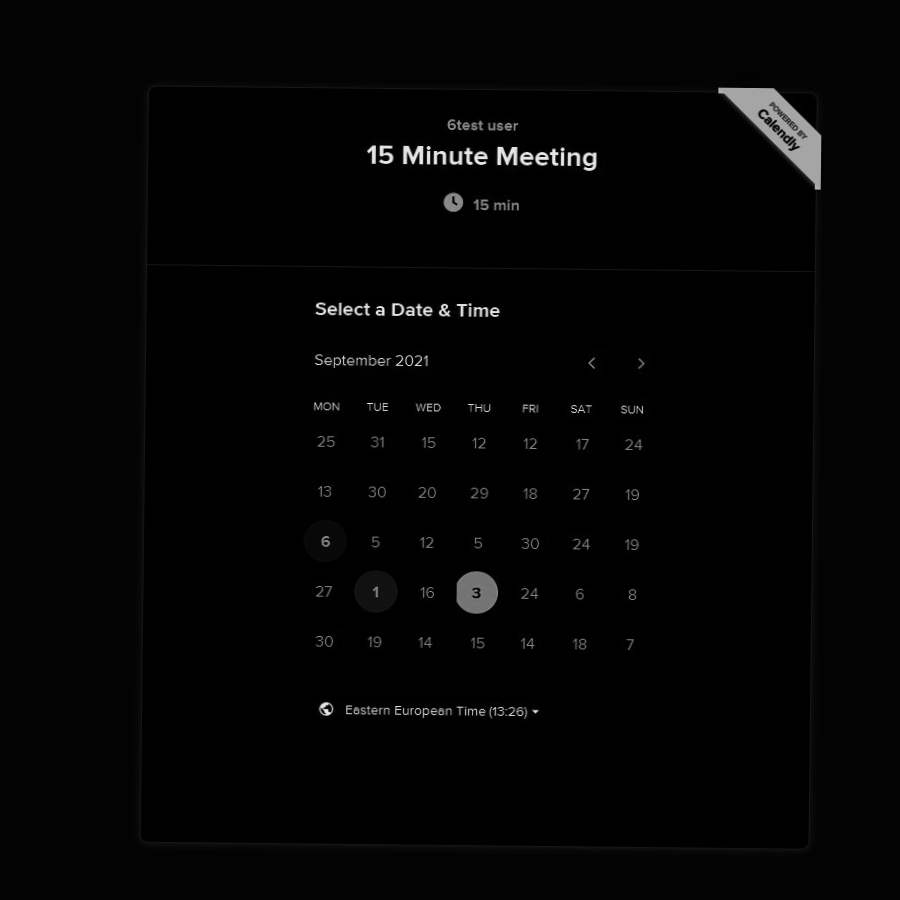 POWERED BY
Calendly
6test user
15 Minute Meeting
15 min
Select a Date & Time
September 2021
MON TUE WED THU FRI SAT SUN
25 31 15 12 12 17 24
13 30 20 29 18 27 19
6 5 12 5 30 24 19
27 1 16 3 24 6 8
30 19 14 15 14 18 7
Eastern European Time (13:26)